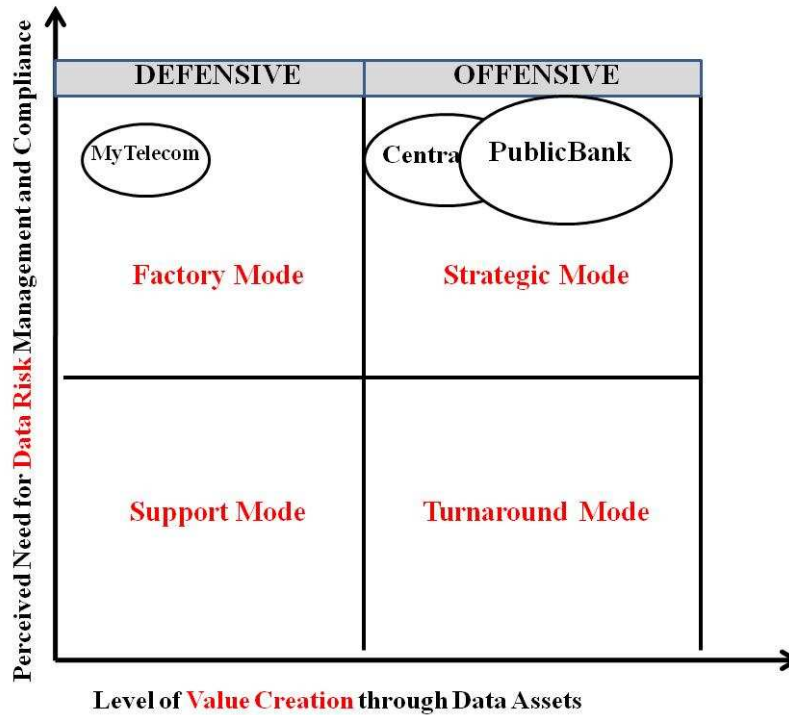 DEFENSIVE OFFENSIVE
MyTelecom Centra PublicBank
Factory Mode Strategic Mode
Support Mode Turnaround Mode
Perceived Need for Data Risk Management and Compliance
Level of Value Creation through Data Assets